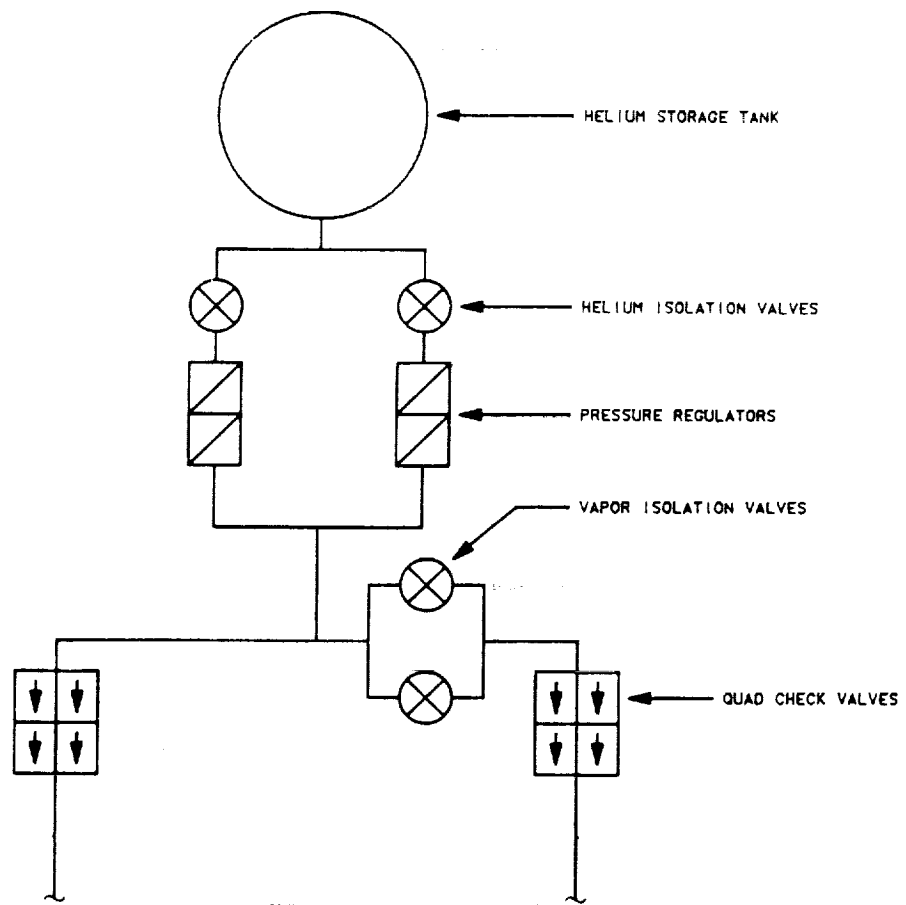 HELIUM STORAGE TANK
HELIUM ISOLATION VALVES
PRESSURE REGULATORS
VAPOR ISOLATION VALVES
QUAD CHECK VALVES